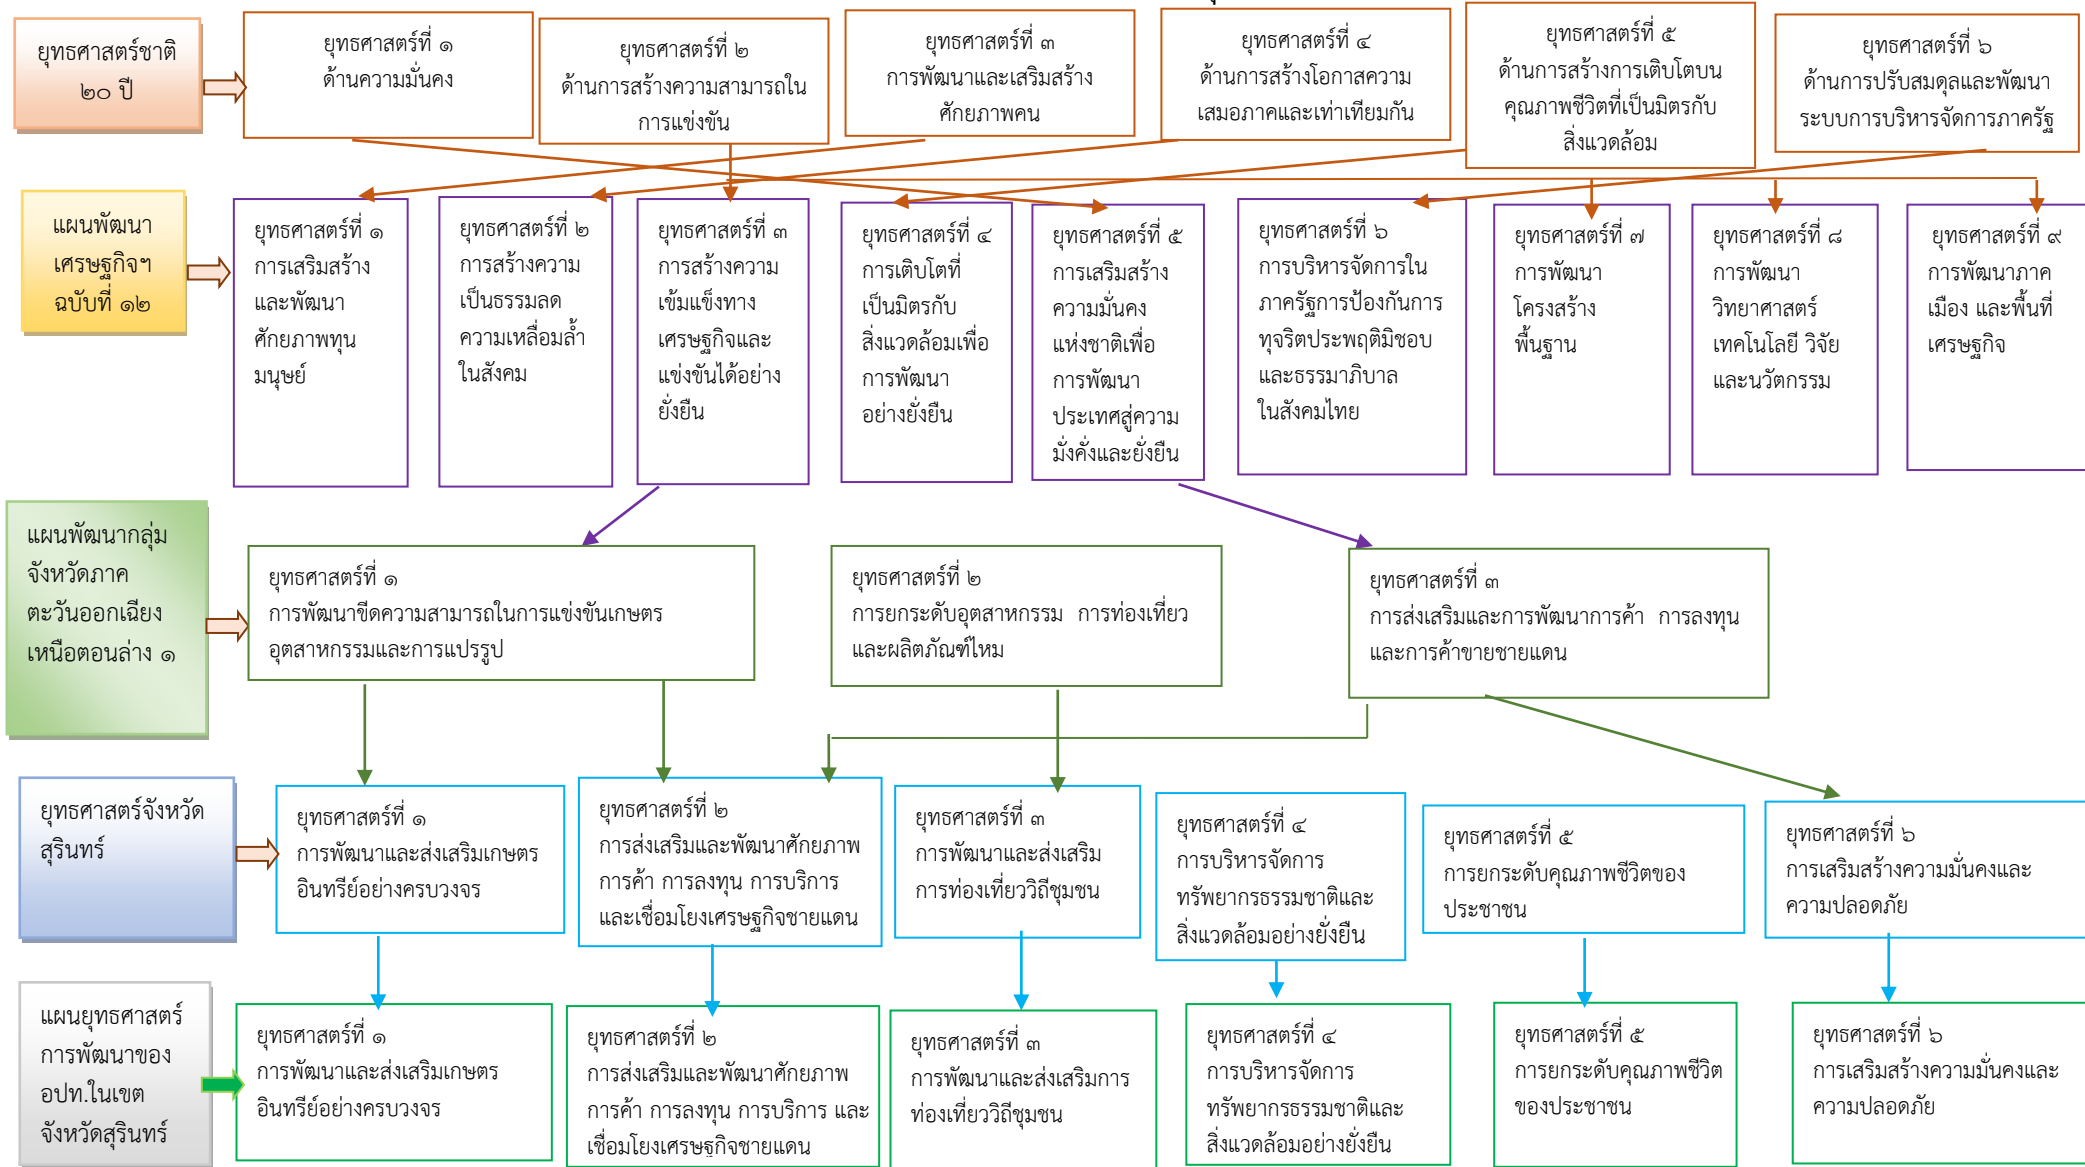 ยุทธศาสตร์ชาติ
๒๐ ปี
ยุทธศาสตร์ที่ ๑
ด้านความมั่นคง
ยุทธศาสตร์ที่ ๒
ด้านการสร้างความสามารถใน
การแข่งขัน
ยุทธศาสตร์ที่ ๓
การพัฒนาและเสริมสร้าง
ศักยภาพคน
ยุทธศาสตร์ที่ ๔
ด้านการสร้างโอกาสความ
เสมอภาคและเท่าเทียมกัน
ยุทธศาสตร์ที่ ๕
ด้านการสร้างการเติบโตบน
คุณภาพชีวิตที่เป็นมิตรกับ
สิ่งแวดล้อม
ยุทธศาสตร์ที่ ๖
ด้านการปรับสมดุลและพัฒนา
ระบบการบริหารจัดการภาครัฐ
แผนพัฒนา
เศรษฐกิจฯ
ฉบับที่ ๑๒
ยุทธศาสตร์ที่ ๑
การเสริมสร้าง
และพัฒนา
ศักยภาพทุน
มนุษย์
ยุทธศาสตร์ที่ ๒
การสร้างความ
เป็นธรรมลด
ความเหลื่อมล้ำ
ในสังคม
ยุทธศาสตร์ที่ ๓
การสร้างความ
เข้มแข็งทาง
เศรษฐกิจและ
แข่งขันได้อย่าง
ยั่งยืน
ยุทธศาสตร์ที่ ๔
การเติบโตที่
เป็นมิตรกับ
สิ่งแวดล้อมเพื่อ
การพัฒนา
อย่างยั่งยืน
ยุทธศาสตร์ที่ ๕
การเสริมสร้าง
ความมั่นคง
แห่งชาติเพื่อ
การพัฒนา
ประเทศสู่ความ
มั่งคั่งและยั่งยืน
ยุทธศาสตร์ที่ ๖
การบริหารจัดการใน
ภาครัฐการป้องกันการ
ทุจริตประพฤติมิชอบ
และธรรมาภิบาล
ในสังคมไทย
ยุทธศาสตร์ที่ ๗
การพัฒนา
โครงสร้าง
พื้นฐาน
ยุทธศาสตร์ที่ ๘
การพัฒนา
วิทยาศาสตร์
เทคโนโลยี วิจัย
และนวัตกรรม
ยุทธศาสตร์ที่ ๙
การพัฒนาภาค
เมือง และพื้นที่
เศรษฐกิจ
แผนพัฒนากลุ่ม
จังหวัดภาค
ตะวันออกเฉียง
เหนือตอนล่าง ๑
ยุทธศาสตร์ที่ ๑
การพัฒนาขีดความสามารถในการแข่งขันเกษตร
อุตสาหกรรมและการแปรรูป
ยุทธศาสตร์ที่ ๒
การยกระดับอุตสาหกรรม การท่องเที่ยว
และผลิตภัณฑ์ไหม
ยุทธศาสตร์ที่ ๓
การส่งเสริมและการพัฒนาการค้า การลงทุน
และการค้าขายชายแดน
ยุทธศาสตร์จังหวัด
สุรินทร์
ยุทธศาสตร์ที่ ๑
การพัฒนาและส่งเสริมเกษตร
อินทรีย์อย่างครบวงจร
ยุทธศาสตร์ที่ ๒
การส่งเสริมและพัฒนาศักยภาพ
การค้า การลงทุน การบริการ
และเชื่อมโยงเศรษฐกิจชายแดน
ยุทธศาสตร์ที่ ๓
การพัฒนาและส่งเสริม
การท่องเที่ยววิถีชุมชน
ยุทธศาสตร์ที่ ๔
การบริหารจัดการ
ทรัพยากรธรรมชาติและ
สิ่งแวดล้อมอย่างยั่งยืน
ยุทธศาสตร์ที่ ๕
การยกระดับคุณภาพชีวิตของ
ประชาชน
ยุทธศาสตร์ที่ ๖
การเสริมสร้างความมั่นคงและ
ความปลอดภัย
แผนยุทธศาสตร์
การพัฒนาของ
อปท.ในเขต
จังหวัดสุรินทร์
ยุทธศาสตร์ที่ ๑
การพัฒนาและส่งเสริมเกษตร
อินทรีย์อย่างครบวงจร
ยุทธศาสตร์ที่ ๒
การส่งเสริมและพัฒนาศักยภาพ
การค้า การลงทุน การบริการ และ
เชื่อมโยงเศรษฐกิจชายแดน
ยุทธศาสตร์ที่ ๓
การพัฒนาและส่งเสริมการ
ท่องเที่ยววิถีชุมชน
ยุทธศาสตร์ที่ ๔
การบริหารจัดการ
ทรัพยากรธรรมชาติและ
สิ่งแวดล้อมอย่างยั่งยืน
ยุทธศาสตร์ที่ ๕
การยกระดับคุณภาพชีวิต
ของประชาชน
ยุทธศาสตร์ที่ ๖
การเสริมสร้างความมั่นคงและ
ความปลอดภัย